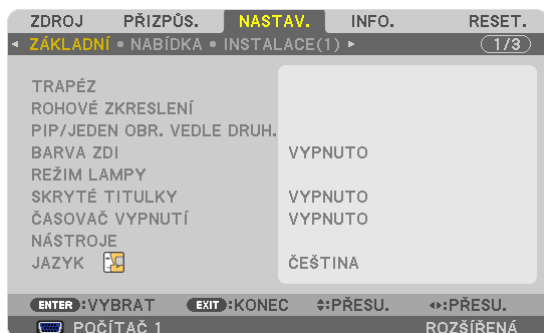 ZDROJ PŘIZPŮS. NASTAV. INFO. RESET.
ZÁKLADNÍ • NABÍDKA • INSTALACE(1) 1/3
TRAPÉZ
ROHOVÉ ZKRESLENÍ
PIP/JEDEN OBR. VEDLE DRUH.
BARVA ZDI VYPNUTO
REŽIM LAMPY
SKRYTÉ TITULKY VYPNUTO
ČASOVAČ VYPNUTÍ VYPNUTO
NÁSTROJE
JAZYK ČEŠTINA
ENTER :VYBRAT EXIT :KONEC :PŘESU. :PŘESU.
POČÍTAČ 1 ROZŠÍŘENÁ